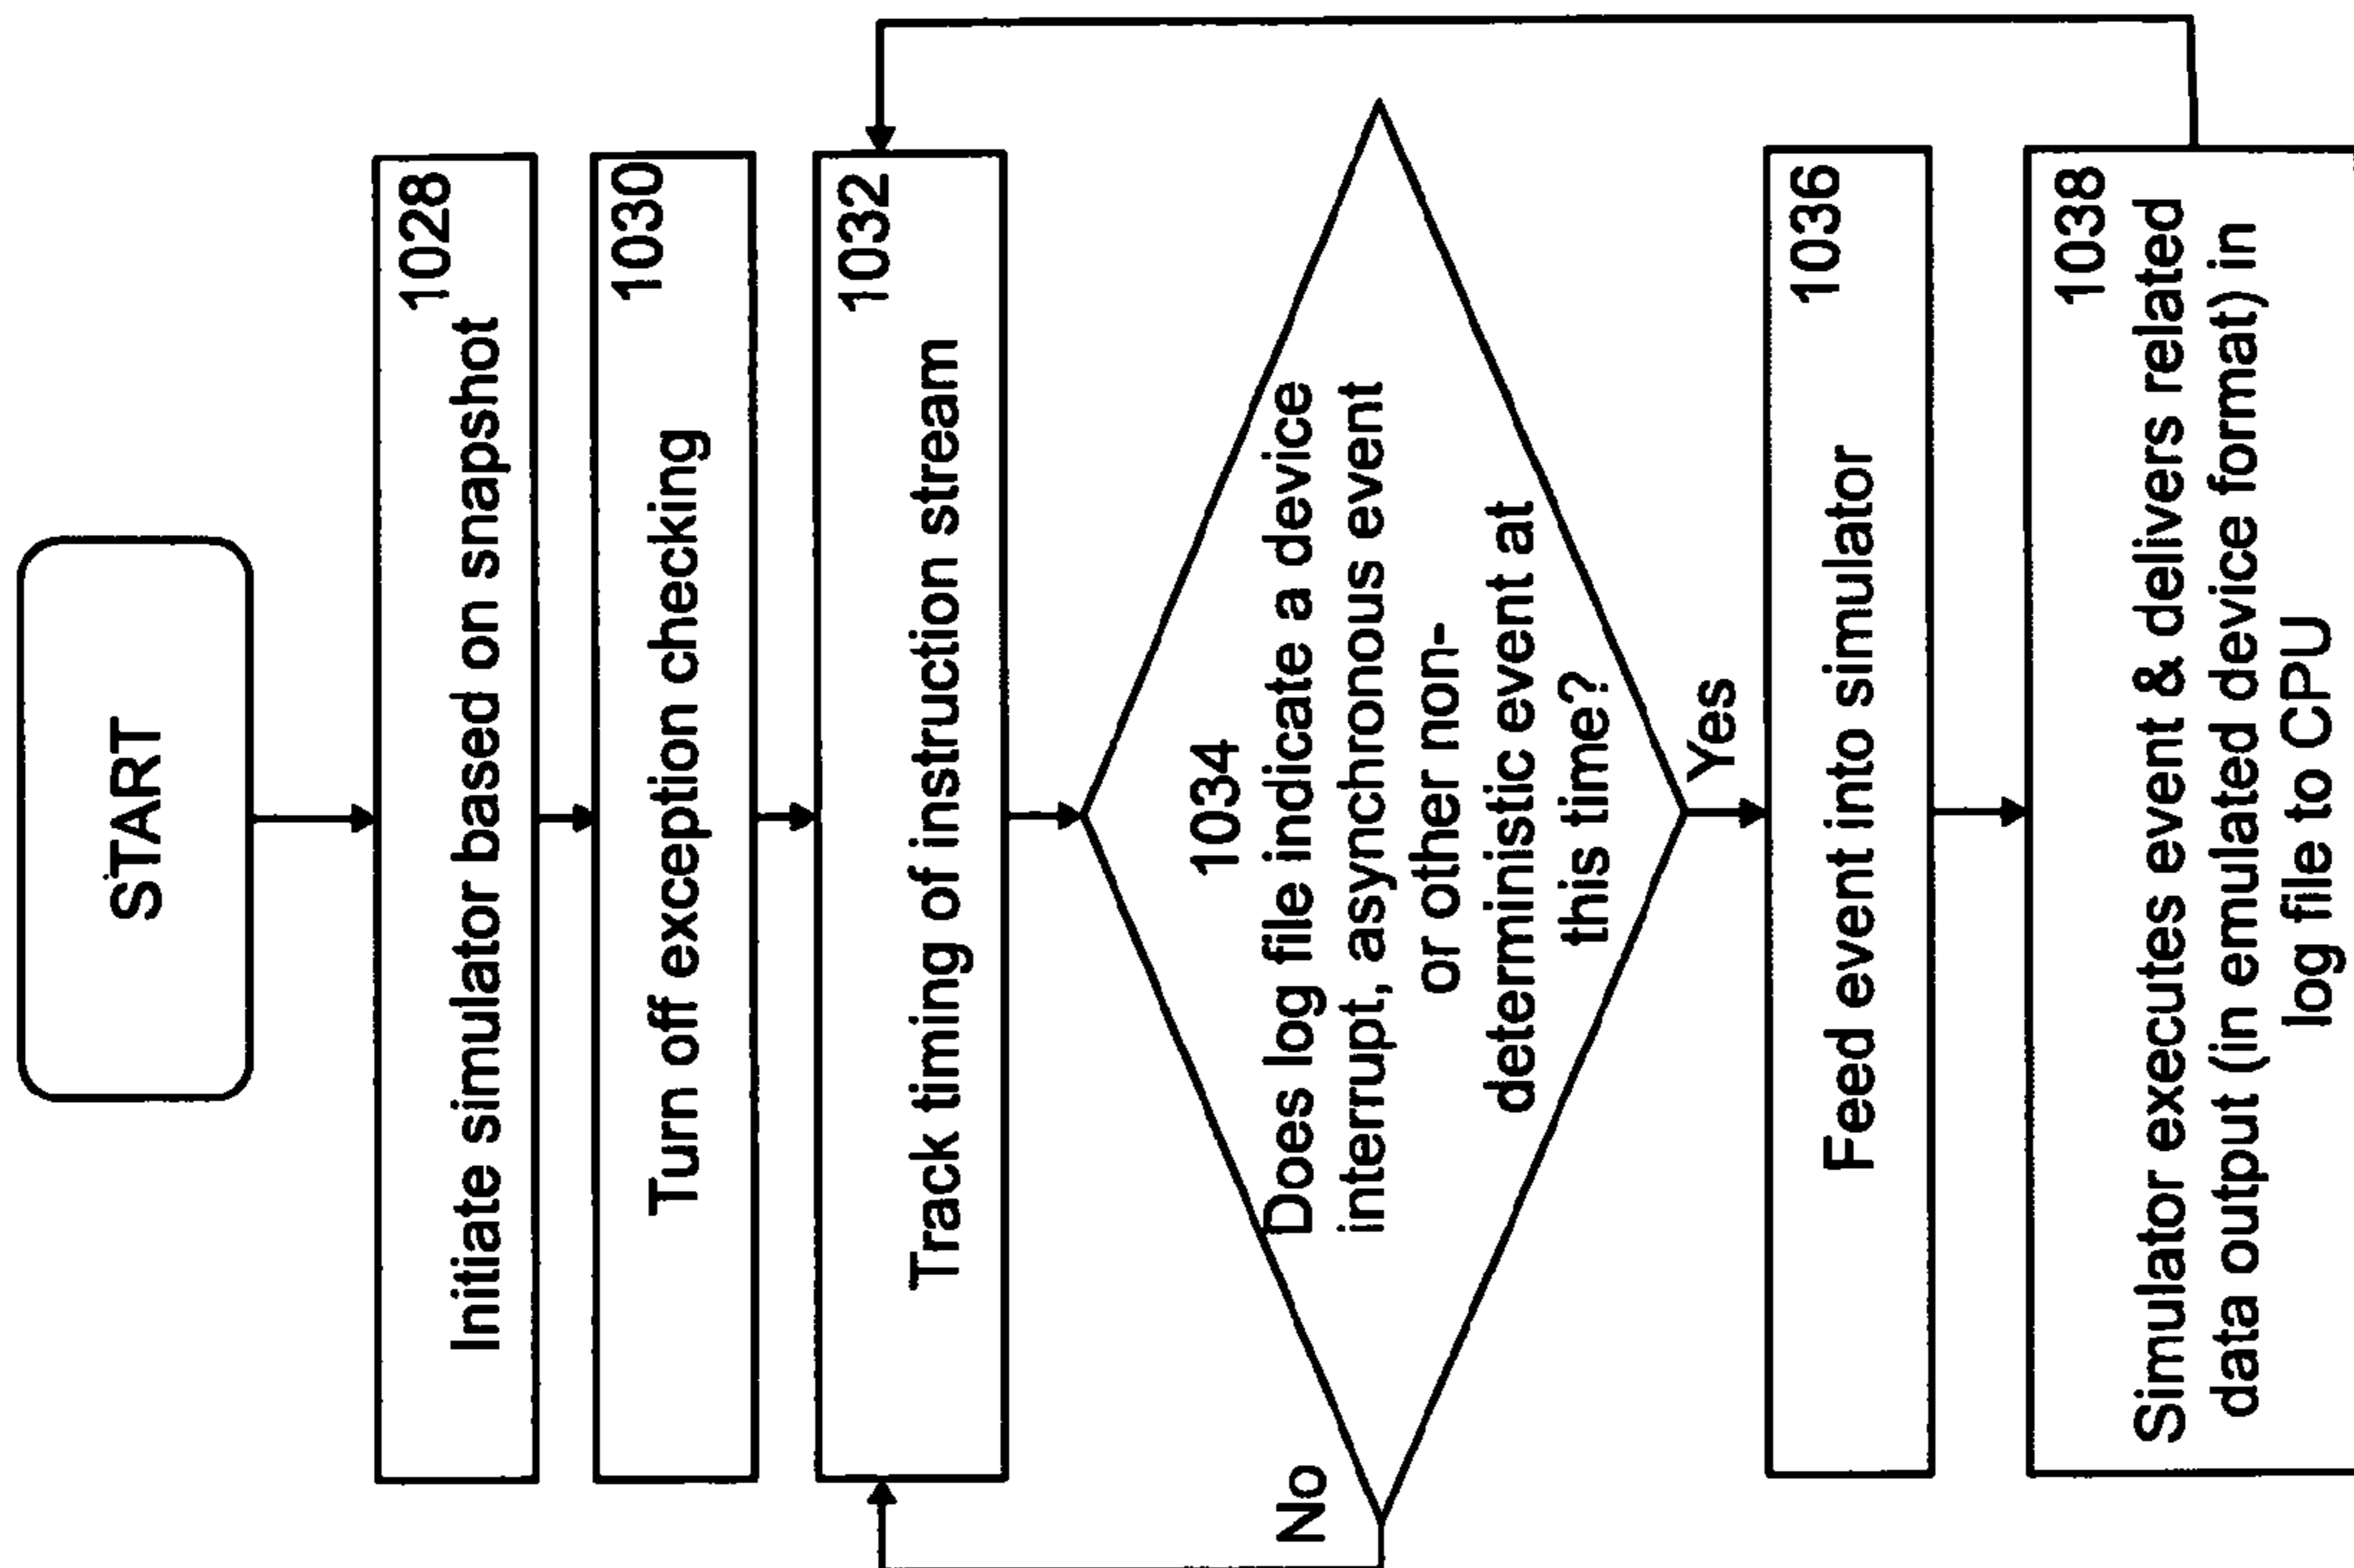 START
1028
Initiate simulator based on snapshot
1030
Turn off exception checking
1032
Track timing of instruction stream
1034
Does log file indicate a device
interrupt, asynchronous event
or other non-
deterministic event at
this time?
No
Yes
1036
Feed event into simulator
1038
Simulator executes event & delivers related
data output (in emulated device format) in
log file to CPU